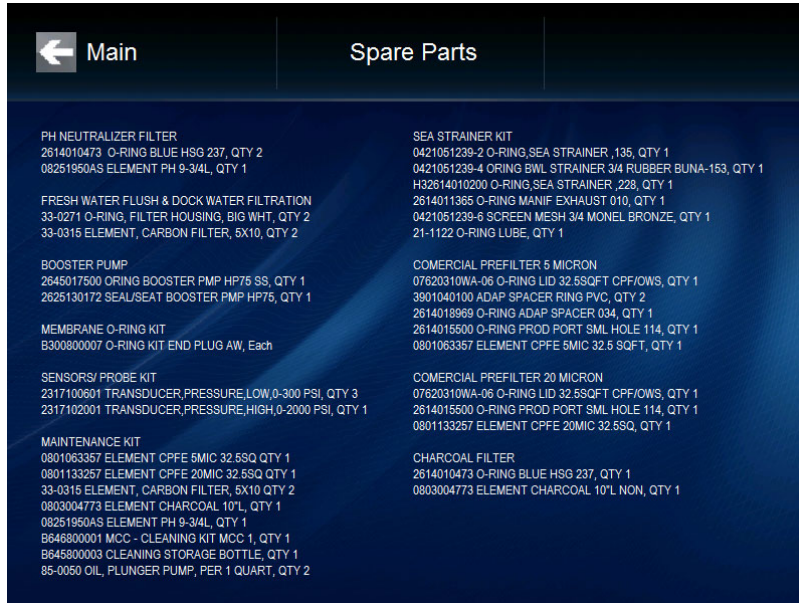 Main
Spare Parts
PH NEUTRALIZER FILTER
2614010473 O-RING BLUE HSG 237, QTY 2
08251950AS ELEMENT PH 9-3/4L, QTY 1
FRESH WATER FLUSH & DOCK WATER FILTRATION
33-0271 O-RING, FILTER HOUSING, BIG WHT, QTY 2
33-0315 ELEMENT, CARBON FILTER, 5X10, QTY 2
BOOSTER PUMP
2645017500 ORING BOOSTER PMP HP75 SS, QTY 1
2625130172 SEAL/SEAT BOOSTER PMP HP75, QTY 1
MEMBRANE O-RING KIT
B300800007 O-RING KIT END PLUG AW, Each
SENSORS/ PROBE KIT
2317100601 TRANSDUCER,PRESSURE,LOW,0-300 PSI, QTY 3
2317102001 TRANSDUCER,PRESSURE,HIGH,0-2000 PSI, QTY 1
MAINTENANCE KIT
0801063357 ELEMENT CPFE 5MIC 32.5SQ QTY 1
0801133257 ELEMENT CPFE 20MIC 32.5SQ QTY 1
33-0315 ELEMENT, CARBON FILTER, 5X10 QTY 2
0803004773 ELEMENT CHARCOAL 10"L, QTY 1
08251950AS ELEMENT PH 9-3/4L, QTY 1
B646800001 MCC - CLEANING KIT MCC 1, QTY 1
B645800003 CLEANING STORAGE BOTTLE, QTY 1
85-0050 OIL, PLUNGER PUMP, PER 1 QUART, QTY 2
SEA STRAINER KIT
0421051239-2 O-RING,SEA STRAINER ,135, QTY 1
0421051239-4 ORING BWL STRAINER 3/4 RUBBER BUNA-153, QTY 1
H32614010200 O-RING,SEA STRAINER ,228, QTY 1
2614011365 O-RING MANIF EXHAUST 010, QTY 1
0421051239-6 SCREEN MESH 3/4 MONEL BRONZE, QTY 1
21-1122 O-RING LUBE, QTY 1
COMERCIAL PREFILTER 5 MICRON
07620310WA-06 O-RING LID 32.5SQFT CPF/OWS, QTY 1
3901040100 ADAP SPACER RING PVC, QTY 2
2614018969 O-RING ADAP SPACER 034, QTY 1
2614015500 O-RING PROD PORT SML HOLE 114, QTY 1
0801063357 ELEMENT CPFE 5MIC 32.5 SQFT, QTY 1
COMERCIAL PREFILTER 20 MICRON
07620310WA-06 O-RING LID 32.5SQFT CPF/OWS, QTY 1
2614015500 O-RING PROD PORT SML HOLE 114, QTY 1
0801133257 ELEMENT CPFE 20MIC 32.5SQ, QTY 1
CHARCOAL FILTER
2614010473 O-RING BLUE HSG 237, QTY 1
0803004773 ELEMENT CHARCOAL 10"L NON, QTY 1